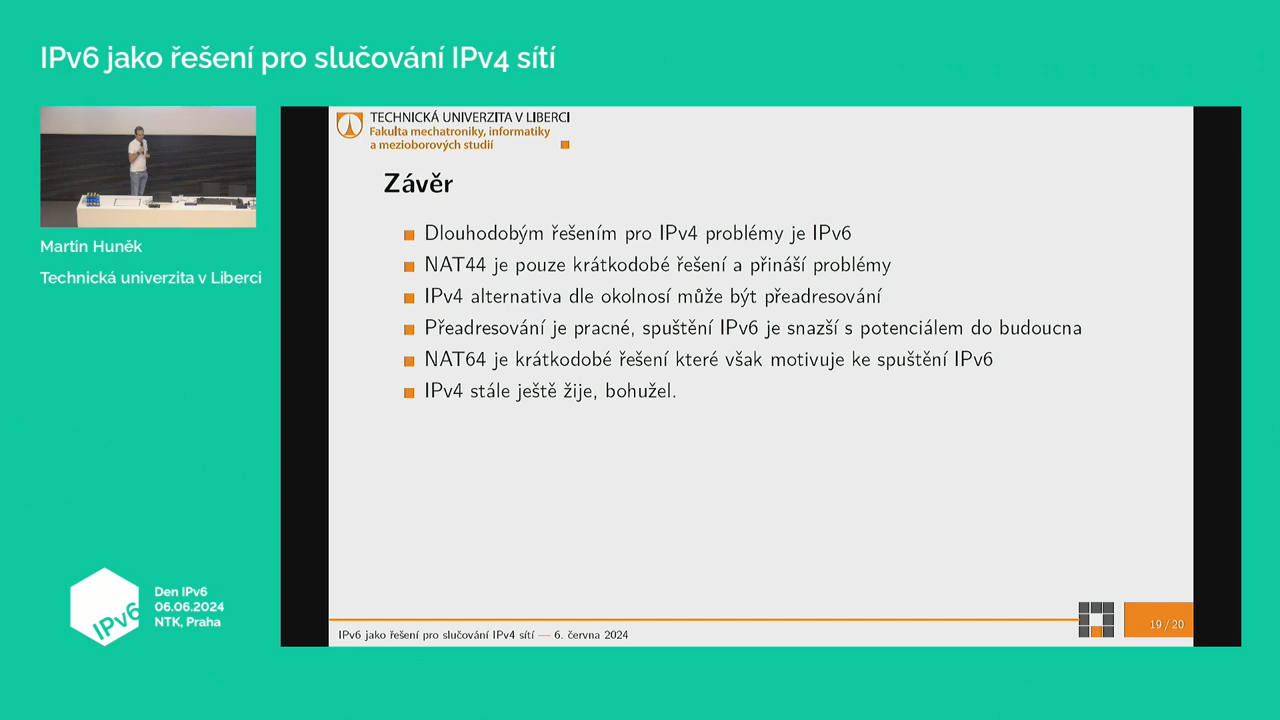 IPv6 jako řešení pro slučování IPv4 sítí
TECHNICKÁ UNIVERZITA V LIBERCI
Fakulta mechatroniky, informatiky
a mezioborových studií
Martin Huněk
Technická univerzita v Liberci
Závěr
Dlouhodobým řešením pro IPv4 problémy je IPv6
NAT44 je pouze krátkodobé řešení a přináší problémy
IPv4 alternativa dle okolnosí může být přeadresování
Přeadresování je pracné, spuštění IPv6 je snazší s potenciálem do budoucna
NAT64 je krátkodobé řešení které však motivuje ke spuštění IPv6
IPv4 stále ještě žije, bohužel.
IPv6
Den IPv6
06.06.2024
NTK, Praha
IPv6 jako řešení pro slučování IPv4 sítí — 6. června 2024
19 / 20